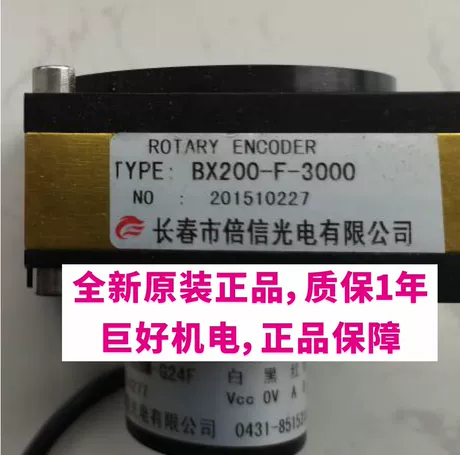 ROTARY ENCODER
TYPE: BX200-F-3000
NO : 201510227
长春市倍信光电有限公司
全新原装正品,质保1年
巨好机电,正品保障
G24F
白 黑 红
Vcc 0V A
光电有限公司 0431-8515